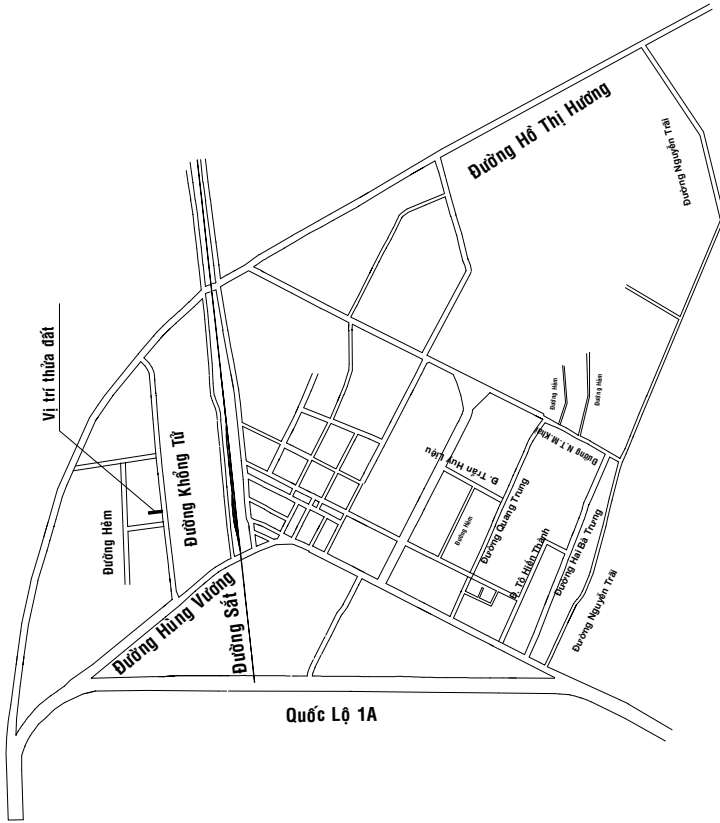 Đường Hồ Thị Hương
Đường Nguyễn Trãi
Vị trí thửa đất
Đường Khổng Tử
Đường Hẻm
Đường Hùng Vương
Đường Sắt
Quốc Lộ 1A
Đường Hẻm
Đường Hẻm
Đường N.T.M.Khai
Đ. Trần Huy Liệu
Đường Hẻm
Đường Quang Trung
Đ. Tô Hiến Thành
Đường Hai Bà Trưng
Đường Nguyễn Trãi